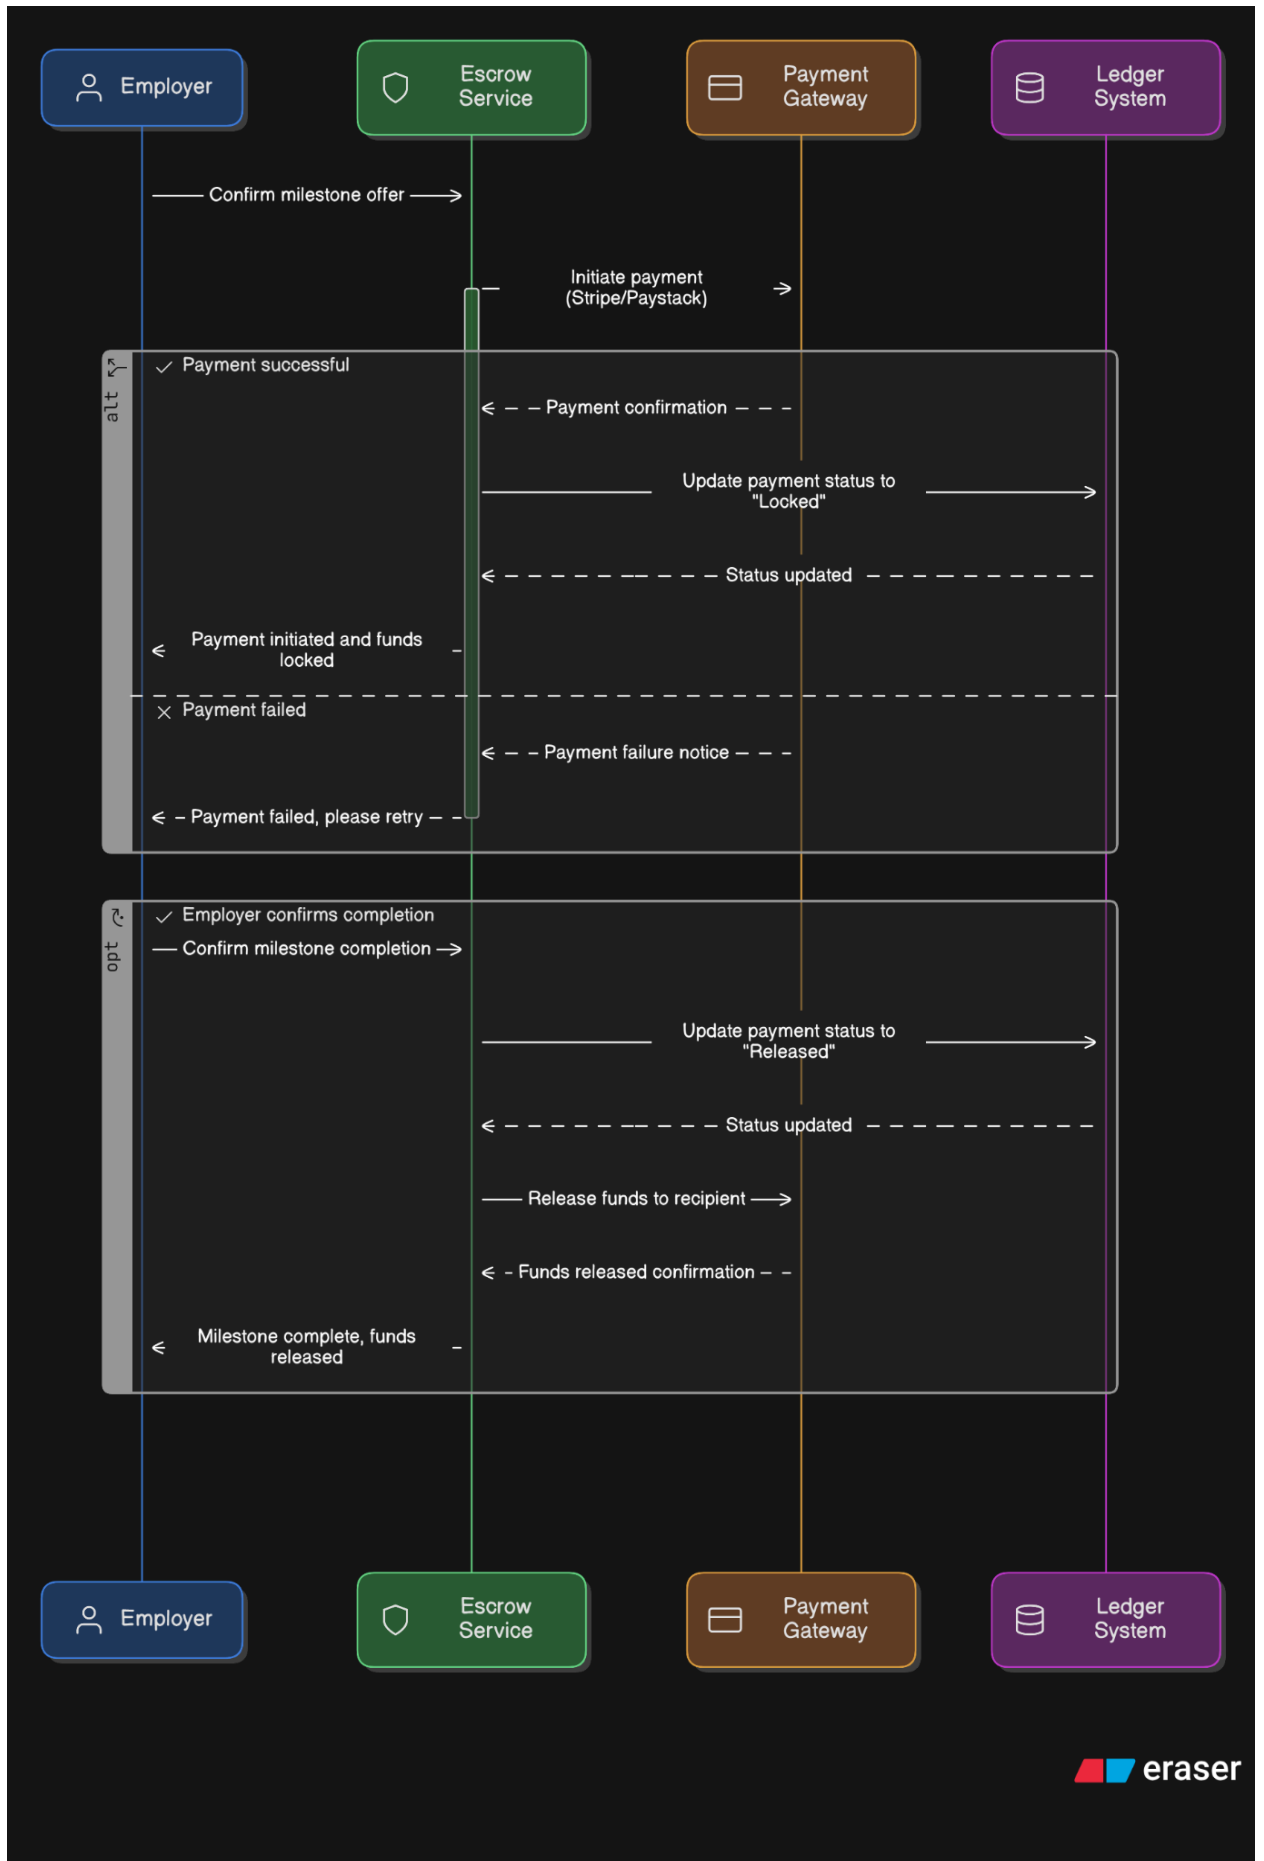 Employer
Escrow
Service
Payment
Gateway
Ledger
System
Confirm milestone offer
Initiate payment
(Stripe/Paystack)
alt
Payment successful
Payment confirmation
Update payment status to
"Locked"
Status updated
Payment initiated and funds
locked
Payment failed
Payment failure notice
Payment failed, please retry
opt
Employer confirms completion
Confirm milestone completion
Update payment status to
"Released"
Status updated
Release funds to recipient
Funds released confirmation
Milestone complete, funds
released
Employer
Escrow
Service
Payment
Gateway
Ledger
System
eraser